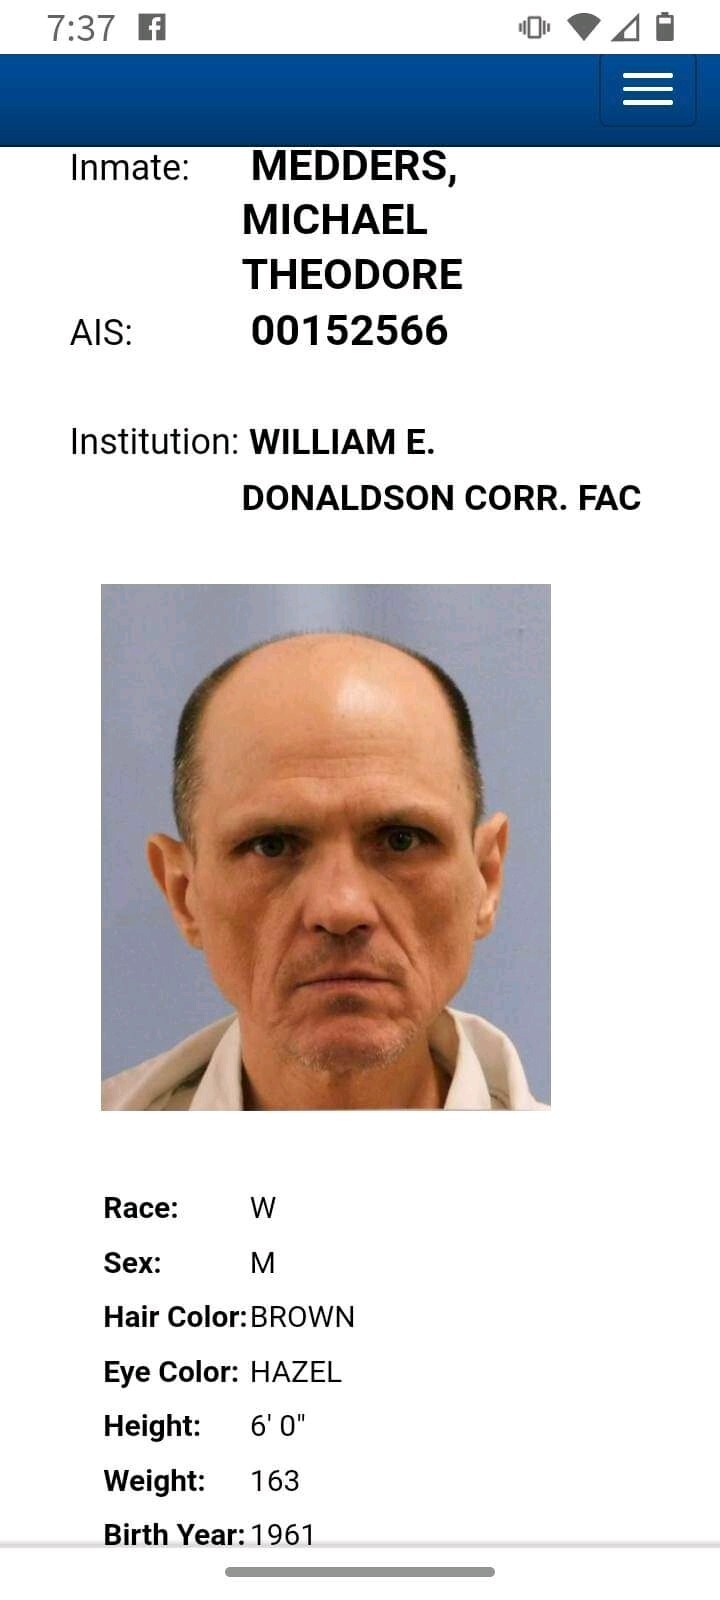 7:37
Inmate: MEDDERS,
MICHAEL
THEODORE
AIS: 00152566
Institution: WILLIAM E.
DONALDSON CORR. FAC
Race: W
Sex: M
Hair Color: BROWN
Eye Color: HAZEL
Height: 6' 0"
Weight: 163
Birth Year: 1961